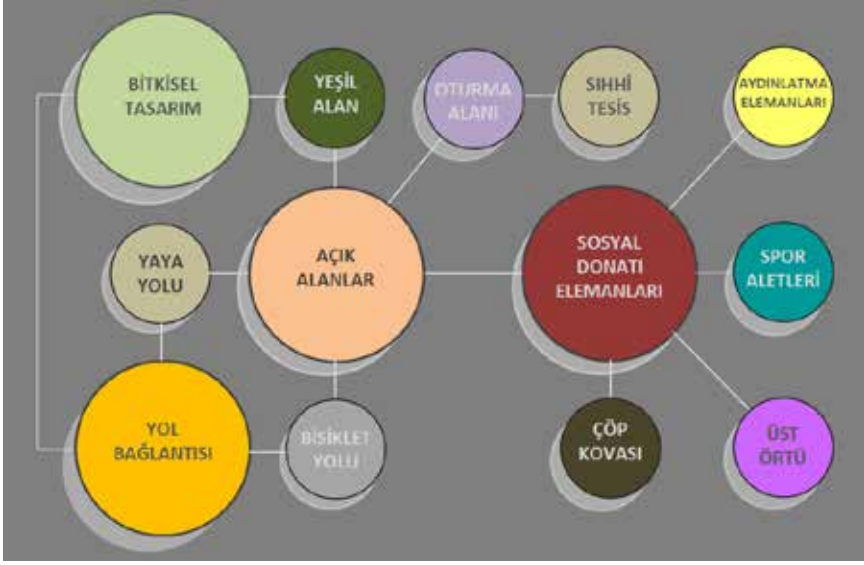 BİTKİSEL
TASARIM
YEŞİL
ALAN
OTURMA
ALANI
SIHHİ
TESİS
AYDINLATMA
ELEMANLARI
YAYA
YOLU
AÇIK
ALANLAR
SOSYAL
DONATI
ELEMANLARI
SPOR
ALETLERİ
YOL
BAĞLANTISI
BİSİKLET
YOLU
ÇÖP
KOVASI
ÜST
ÖRTÜ